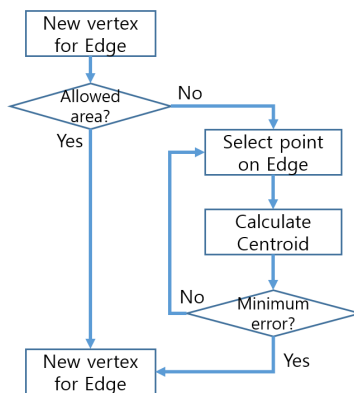 New vertex
for Edge
Allowed
area?
No
Yes
Select point
on Edge
Calculate
Centroid
No
Minimum
error?
Yes
New vertex
for Edge